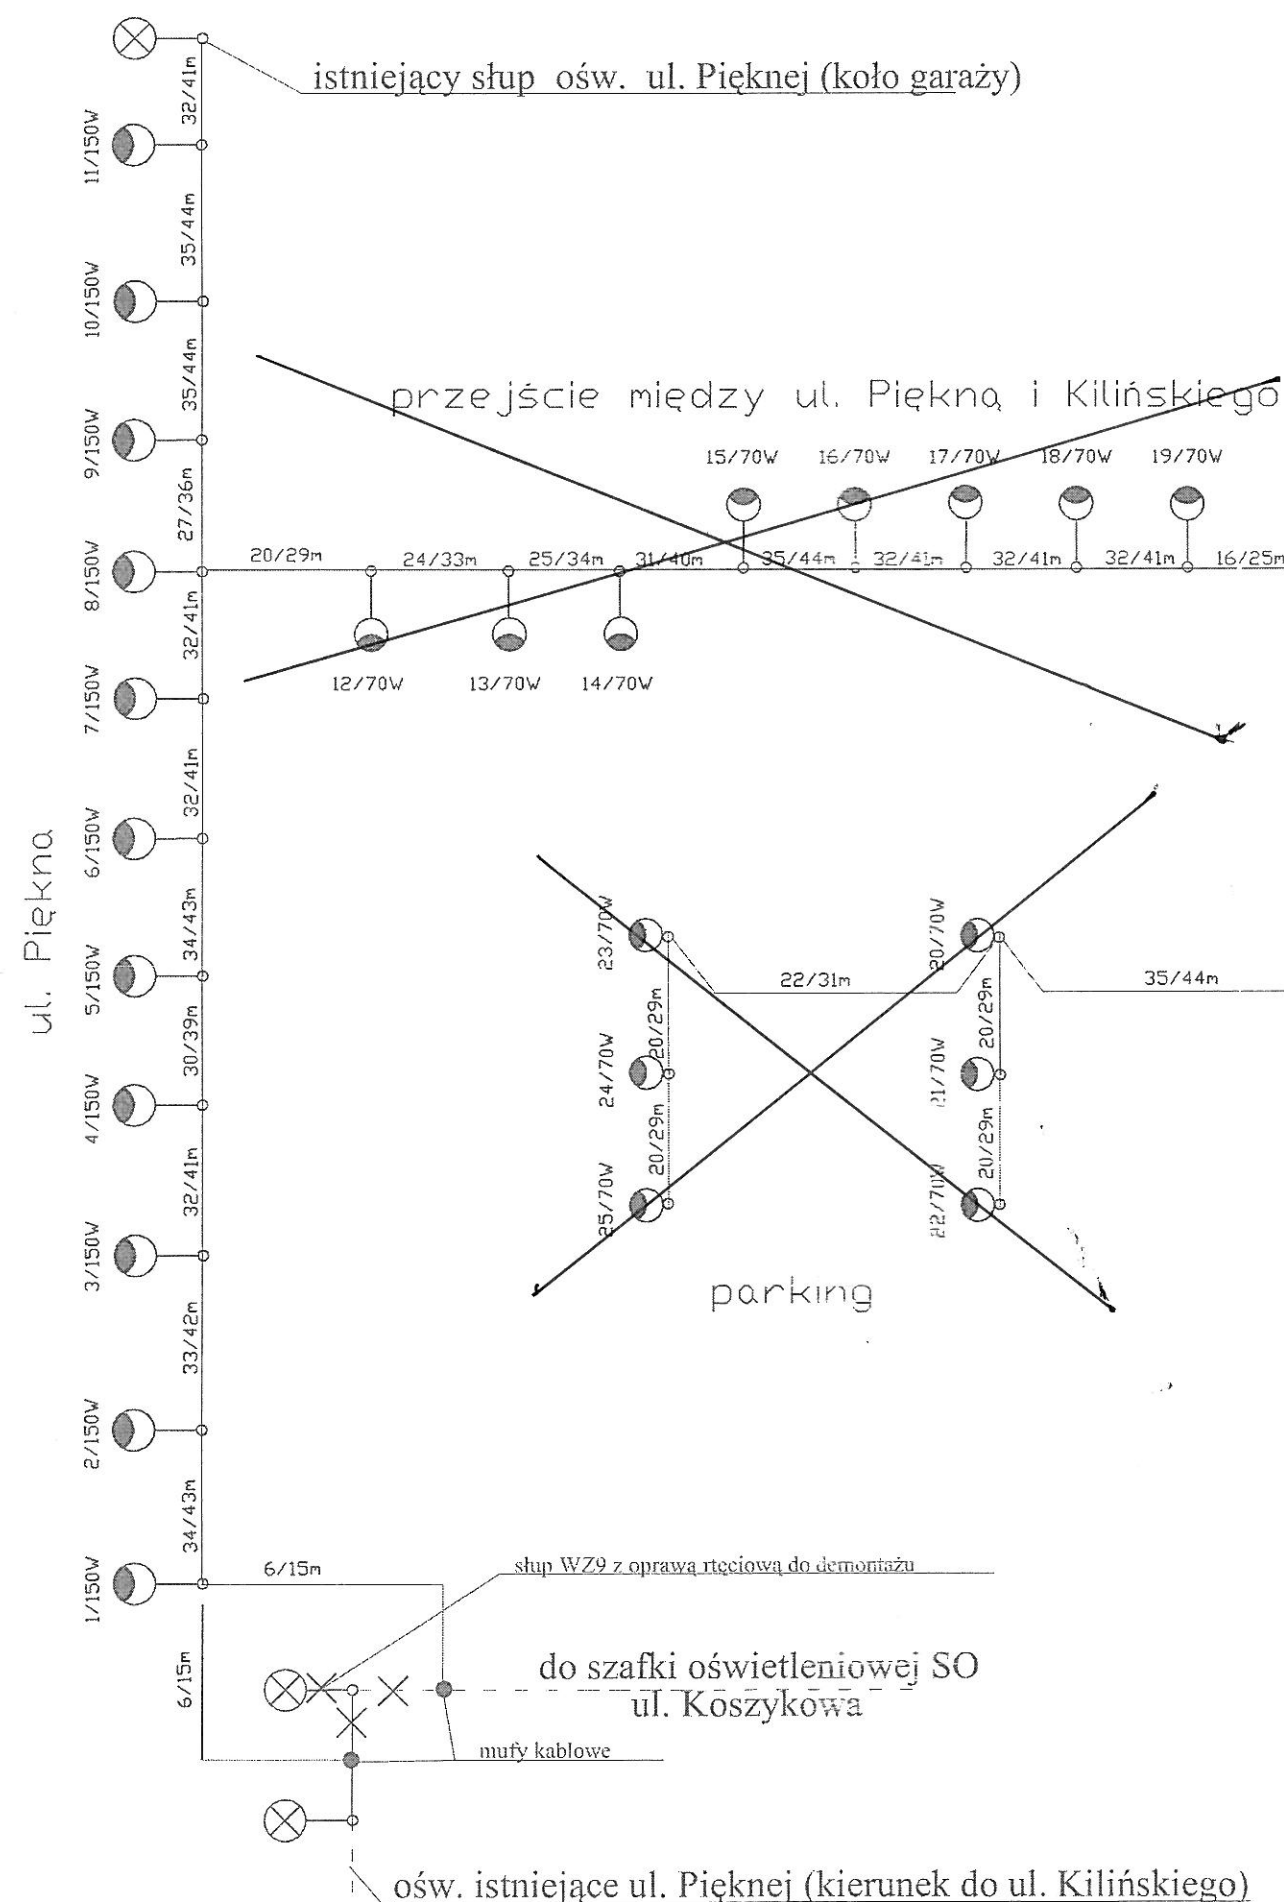 istniejący słup ośw. ul. Pięknej (koło garaży)
32/41m
11/150W
35/44m
10/150W
35/44m
9/150W
27/36m
8/150W
32/41m
7/150W
32/41m
6/150W
34/43m
5/150W
30/39m
4/150W
32/41m
3/150W
33/42m
2/150W
34/43m
1/150W
6/15m
ul. Piękna
przejście między ul. Piękną i Kilińskiego
15/70W 16/70W 17/70W 18/70W 19/70W
20/29m 24/33m 25/34m 31/40m 35/44m 32/41m 32/41m 32/41m 16/25m
12/70W 13/70W 14/70W
23/70W
20/70W
22/31m
35/44m
20/29m
20/29m
24/70W
21/70W
20/29m
20/29m
25/70W
22/70W
parking
6/15m
słup WZ9 z oprawą rtęciową do demontażu
do szafki oświetleniowej SO
ul. Koszykowa
mufy kablowe
ośw. istniejące ul. Pięknej (kierunek do ul. Kilińskiego)